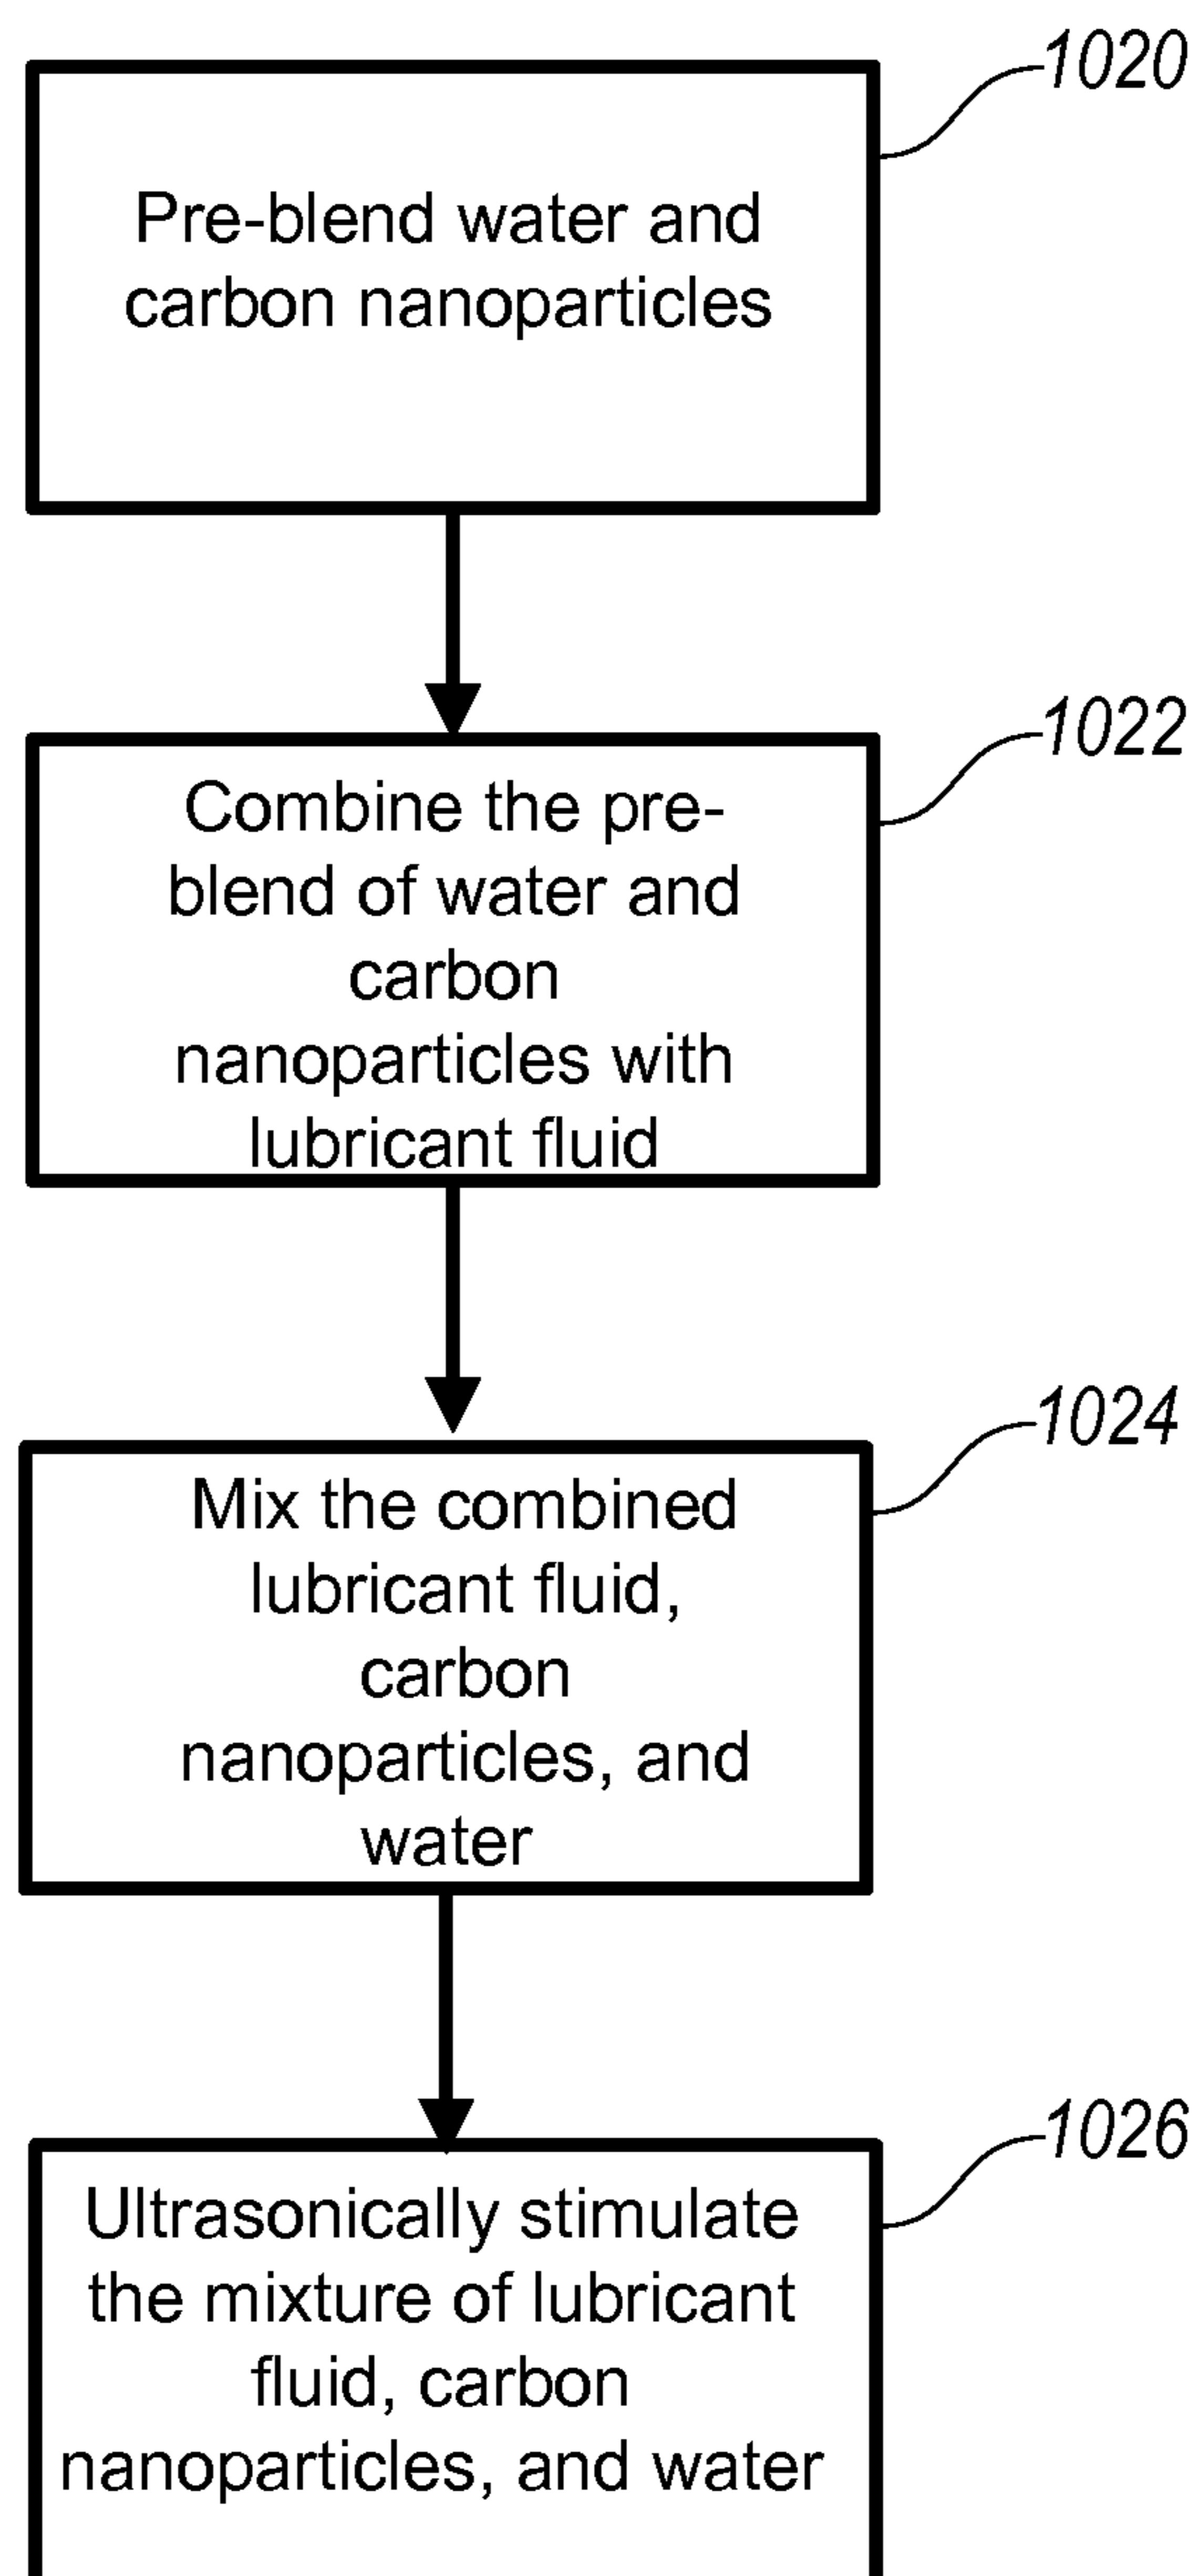 1020
Pre-blend water and
carbon nanoparticles
1022
Combine the pre-
blend of water and
carbon
nanoparticles with
lubricant fluid
1024
Mix the combined
lubricant fluid,
carbon
nanoparticles, and
water
1026
Ultrasonically stimulate
the mixture of lubricant
fluid, carbon
nanoparticles, and water